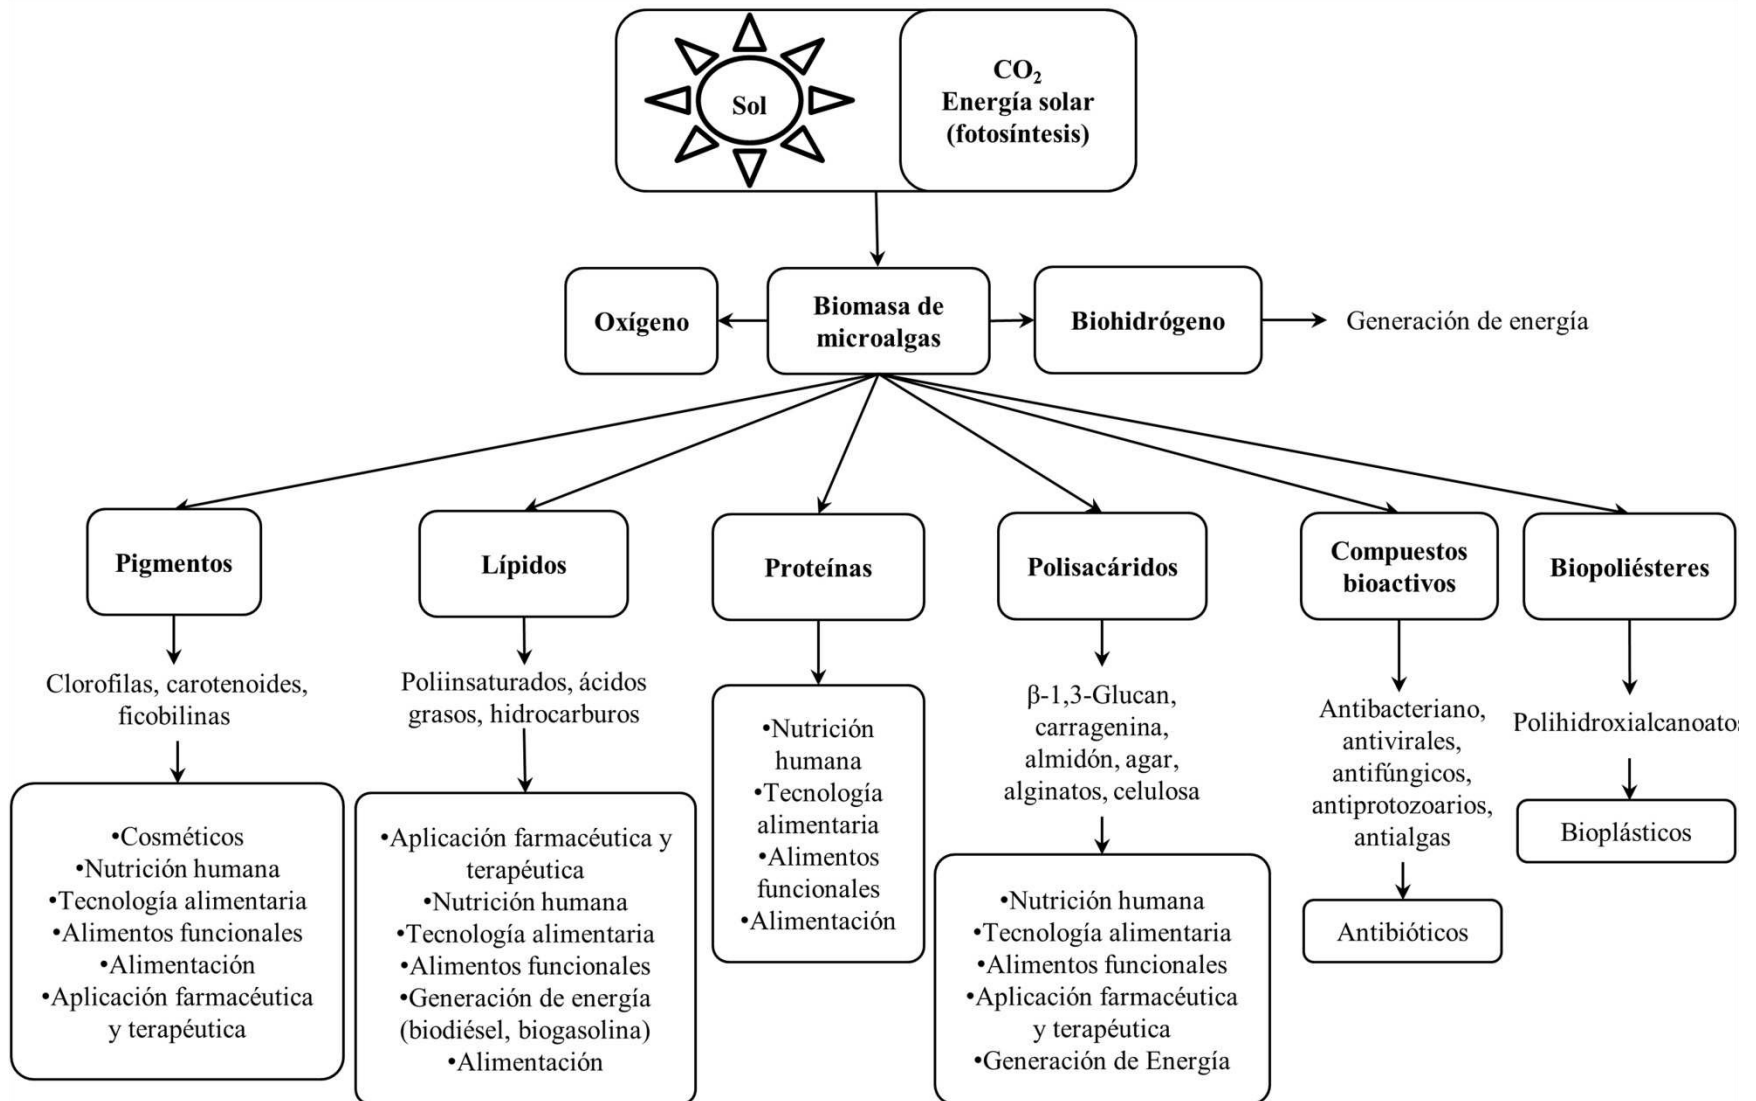 Sol
CO₂
Energía solar
(fotosíntesis)
Oxígeno
Biomasa de
microalgas
Biohidrógeno
Generación de energía
Pigmentos
Lípidos
Proteínas
Polisacáridos
Compuestos
bioactivos
Biopoliésteres
Clorofilas, carotenoides,
ficobilinas
Poliinsaturados, ácidos
grasos, hidrocarburos
β-1,3-Glucan,
carragenina,
almidón, agar,
alginatos, celulosa
Antibacteriano,
antivirales,
antifúngicos,
antiprotozoarios,
antialgas
Polihidroxialcanoatos
•Cosméticos
•Nutrición humana
•Tecnología alimentaria
•Alimentos funcionales
•Alimentación
•Aplicación farmacéutica
y terapéutica
•Aplicación farmacéutica y
terapéutica
•Nutrición humana
•Tecnología alimentaria
•Alimentos funcionales
•Generación de energía
(biodiésel, biogasolina)
•Alimentación
•Nutrición
humana
•Tecnología
alimentaria
•Alimentos
funcionales
•Alimentación
•Nutrición humana
•Tecnología alimentaria
•Alimentos funcionales
•Aplicación farmacéutica
y terapéutica
•Generación de Energía
Antibióticos
Bioplásticos